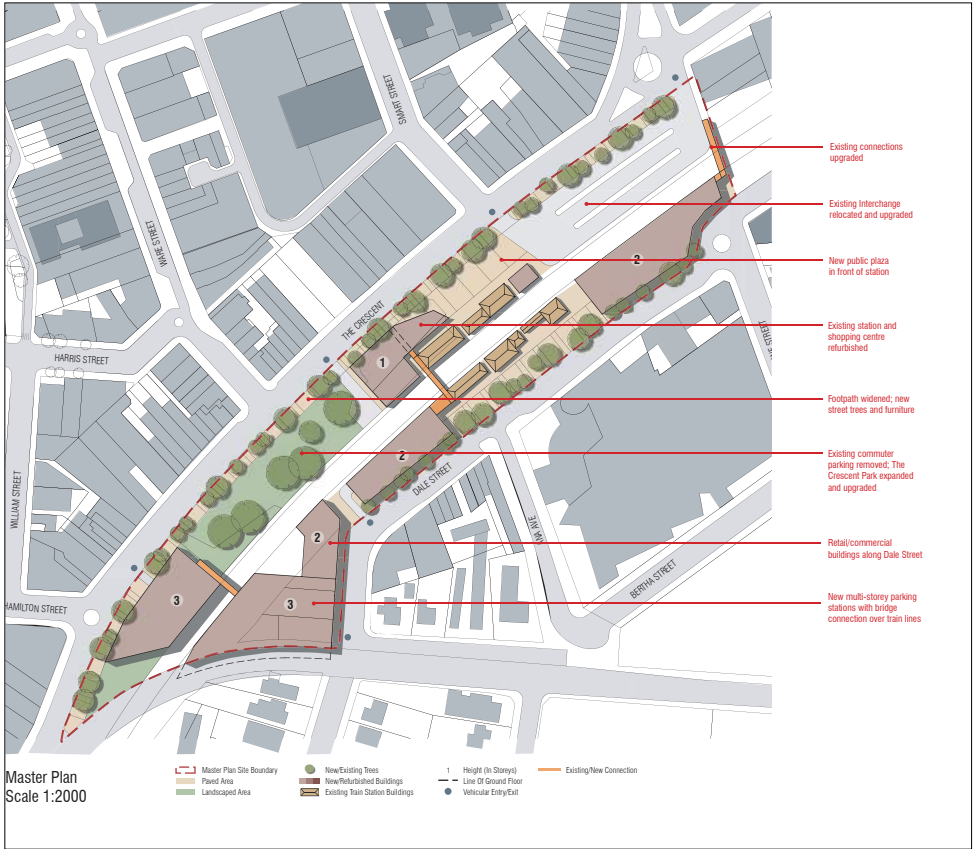 SMART STREET
WARE STREET
THE CRESCENT
HARRIS STREET
WILLIAM STREET
HAMILTON STREET
DALE STREET
BERTHA STREET
2
1
2
2
3
3
Existing connections
upgraded
Existing Interchange
relocated and upgraded
New public plaza
in front of station
Existing station and
shopping centre
refurbished
Footpath widened; new
street trees and furniture
Existing commuter
parking removed; The
Crescent Park expanded
and upgraded
Retail/commercial
buildings along Dale Street
New multi-storey parking
stations with bridge
connection over train lines
Master Plan
Scale 1:2000
Master Plan Site Boundary
Paved Area
Landscaped Area
New/Existing Trees
New/Refurbished Buildings
Existing Train Station Buildings
1 Height (In Storeys)
Line Of Ground Floor
Vehicular Entry/Exit
Existing/New Connection